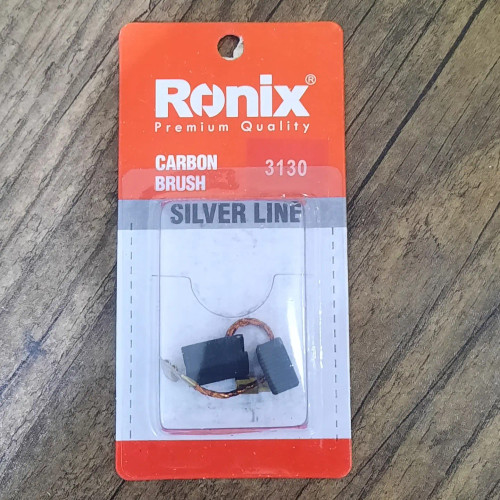 Ronix®
Premium Quality
CARBON
BRUSH
3130
SILVER LINE